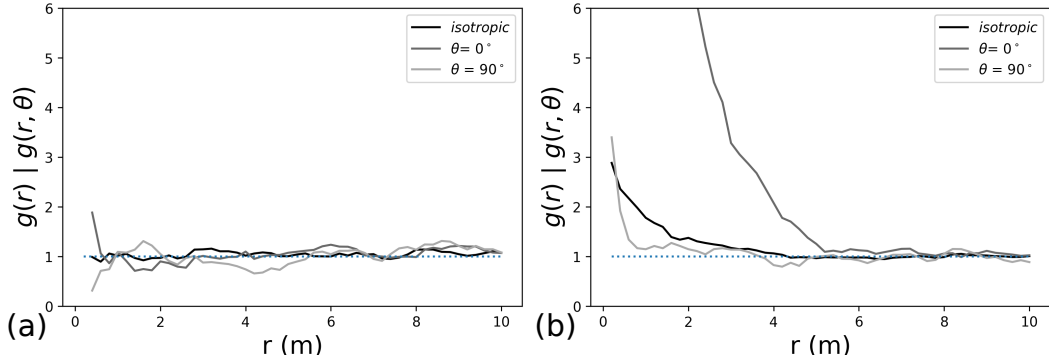 6
5
4
3
2
1
0
g(r) | g(r, θ)
isotropic
θ= 0°
θ = 90°
0 2 4 6 8 10
r (m)
(a)
6
5
4
3
2
1
0
g(r) | g(r, θ)
isotropic
θ= 0°
θ = 90°
0 2 4 6 8 10
r (m)
(b)